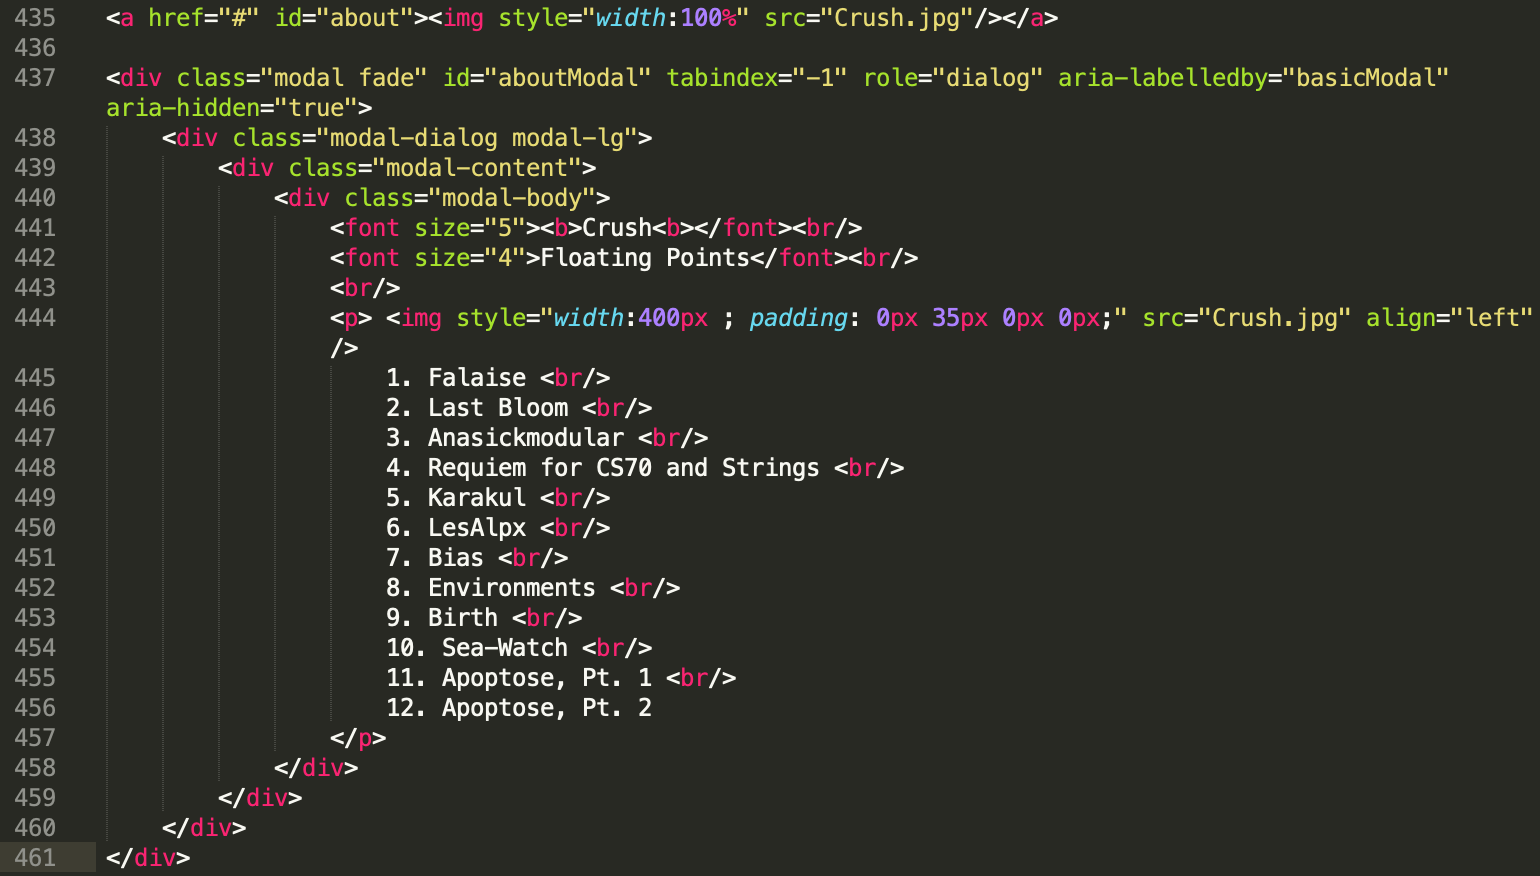 435 <a href="#" id="about"><img style="width:100%" src="Crush.jpg"/></a>
436
437 <div class="modal fade" id="aboutModal" tabindex="-1" role="dialog" aria-labelledby="basicModal"
aria-hidden="true">
438 <div class="modal-dialog modal-lg">
439 <div class="modal-content">
440 <div class="modal-body">
441 <font size="5"><b>Crush<b></font><br/>
442 <font size="4">Floating Points</font><br/>
443 <br/>
444 <p> <img style="width:400px ; padding: 0px 35px 0px 0px;" src="Crush.jpg" align="left"
/>
445 1. Falaise <br/>
446 2. Last Bloom <br/>
447 3. Anasickmodular <br/>
448 4. Requiem for CS70 and Strings <br/>
449 5. Karakul <br/>
450 6. LesAlpx <br/>
451 7. Bias <br/>
452 8. Environments <br/>
453 9. Birth <br/>
454 10. Sea-Watch <br/>
455 11. Apoptose, Pt. 1 <br/>
456 12. Apoptose, Pt. 2
457 </p>
458 </div>
459 </div>
460 </div>
461 </div>